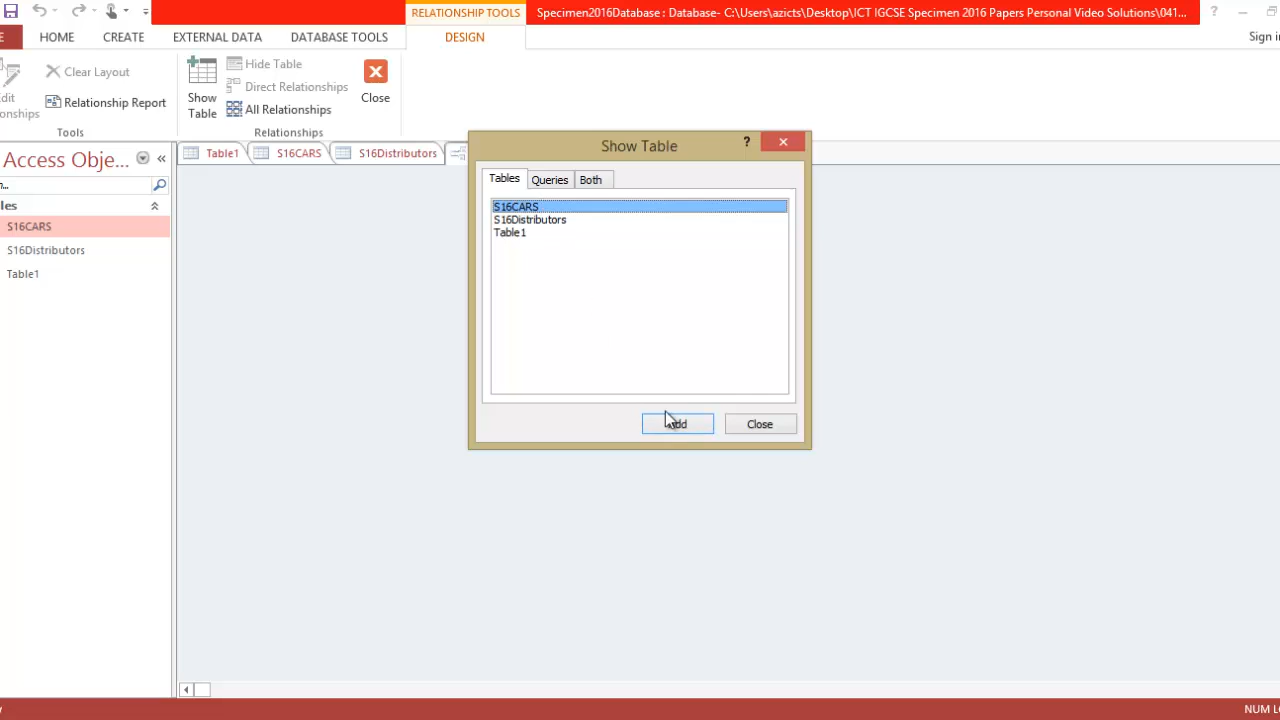 RELATIONSHIP TOOLS
Specimen2016Database : Database- C:\Users\azicts\Desktop\ICT IGCSE Specimen 2016 Papers Personal Video Solutions\041...
?
E
HOME
CREATE
EXTERNAL DATA
DATABASE TOOLS
DESIGN
Sign i
Clear Layout
Relationship Report
Tools
Show
Table
Hide Table
Direct Relationships
All Relationships
Relationships
Close
Access Obje...
«
Table1
S16CARS
S16Distributors
les
S16CARS
S16Distributors
Table1
Show Table
?
Tables
Queries
Both
S16CARS
S16Distributors
Table1
Close
NUM L